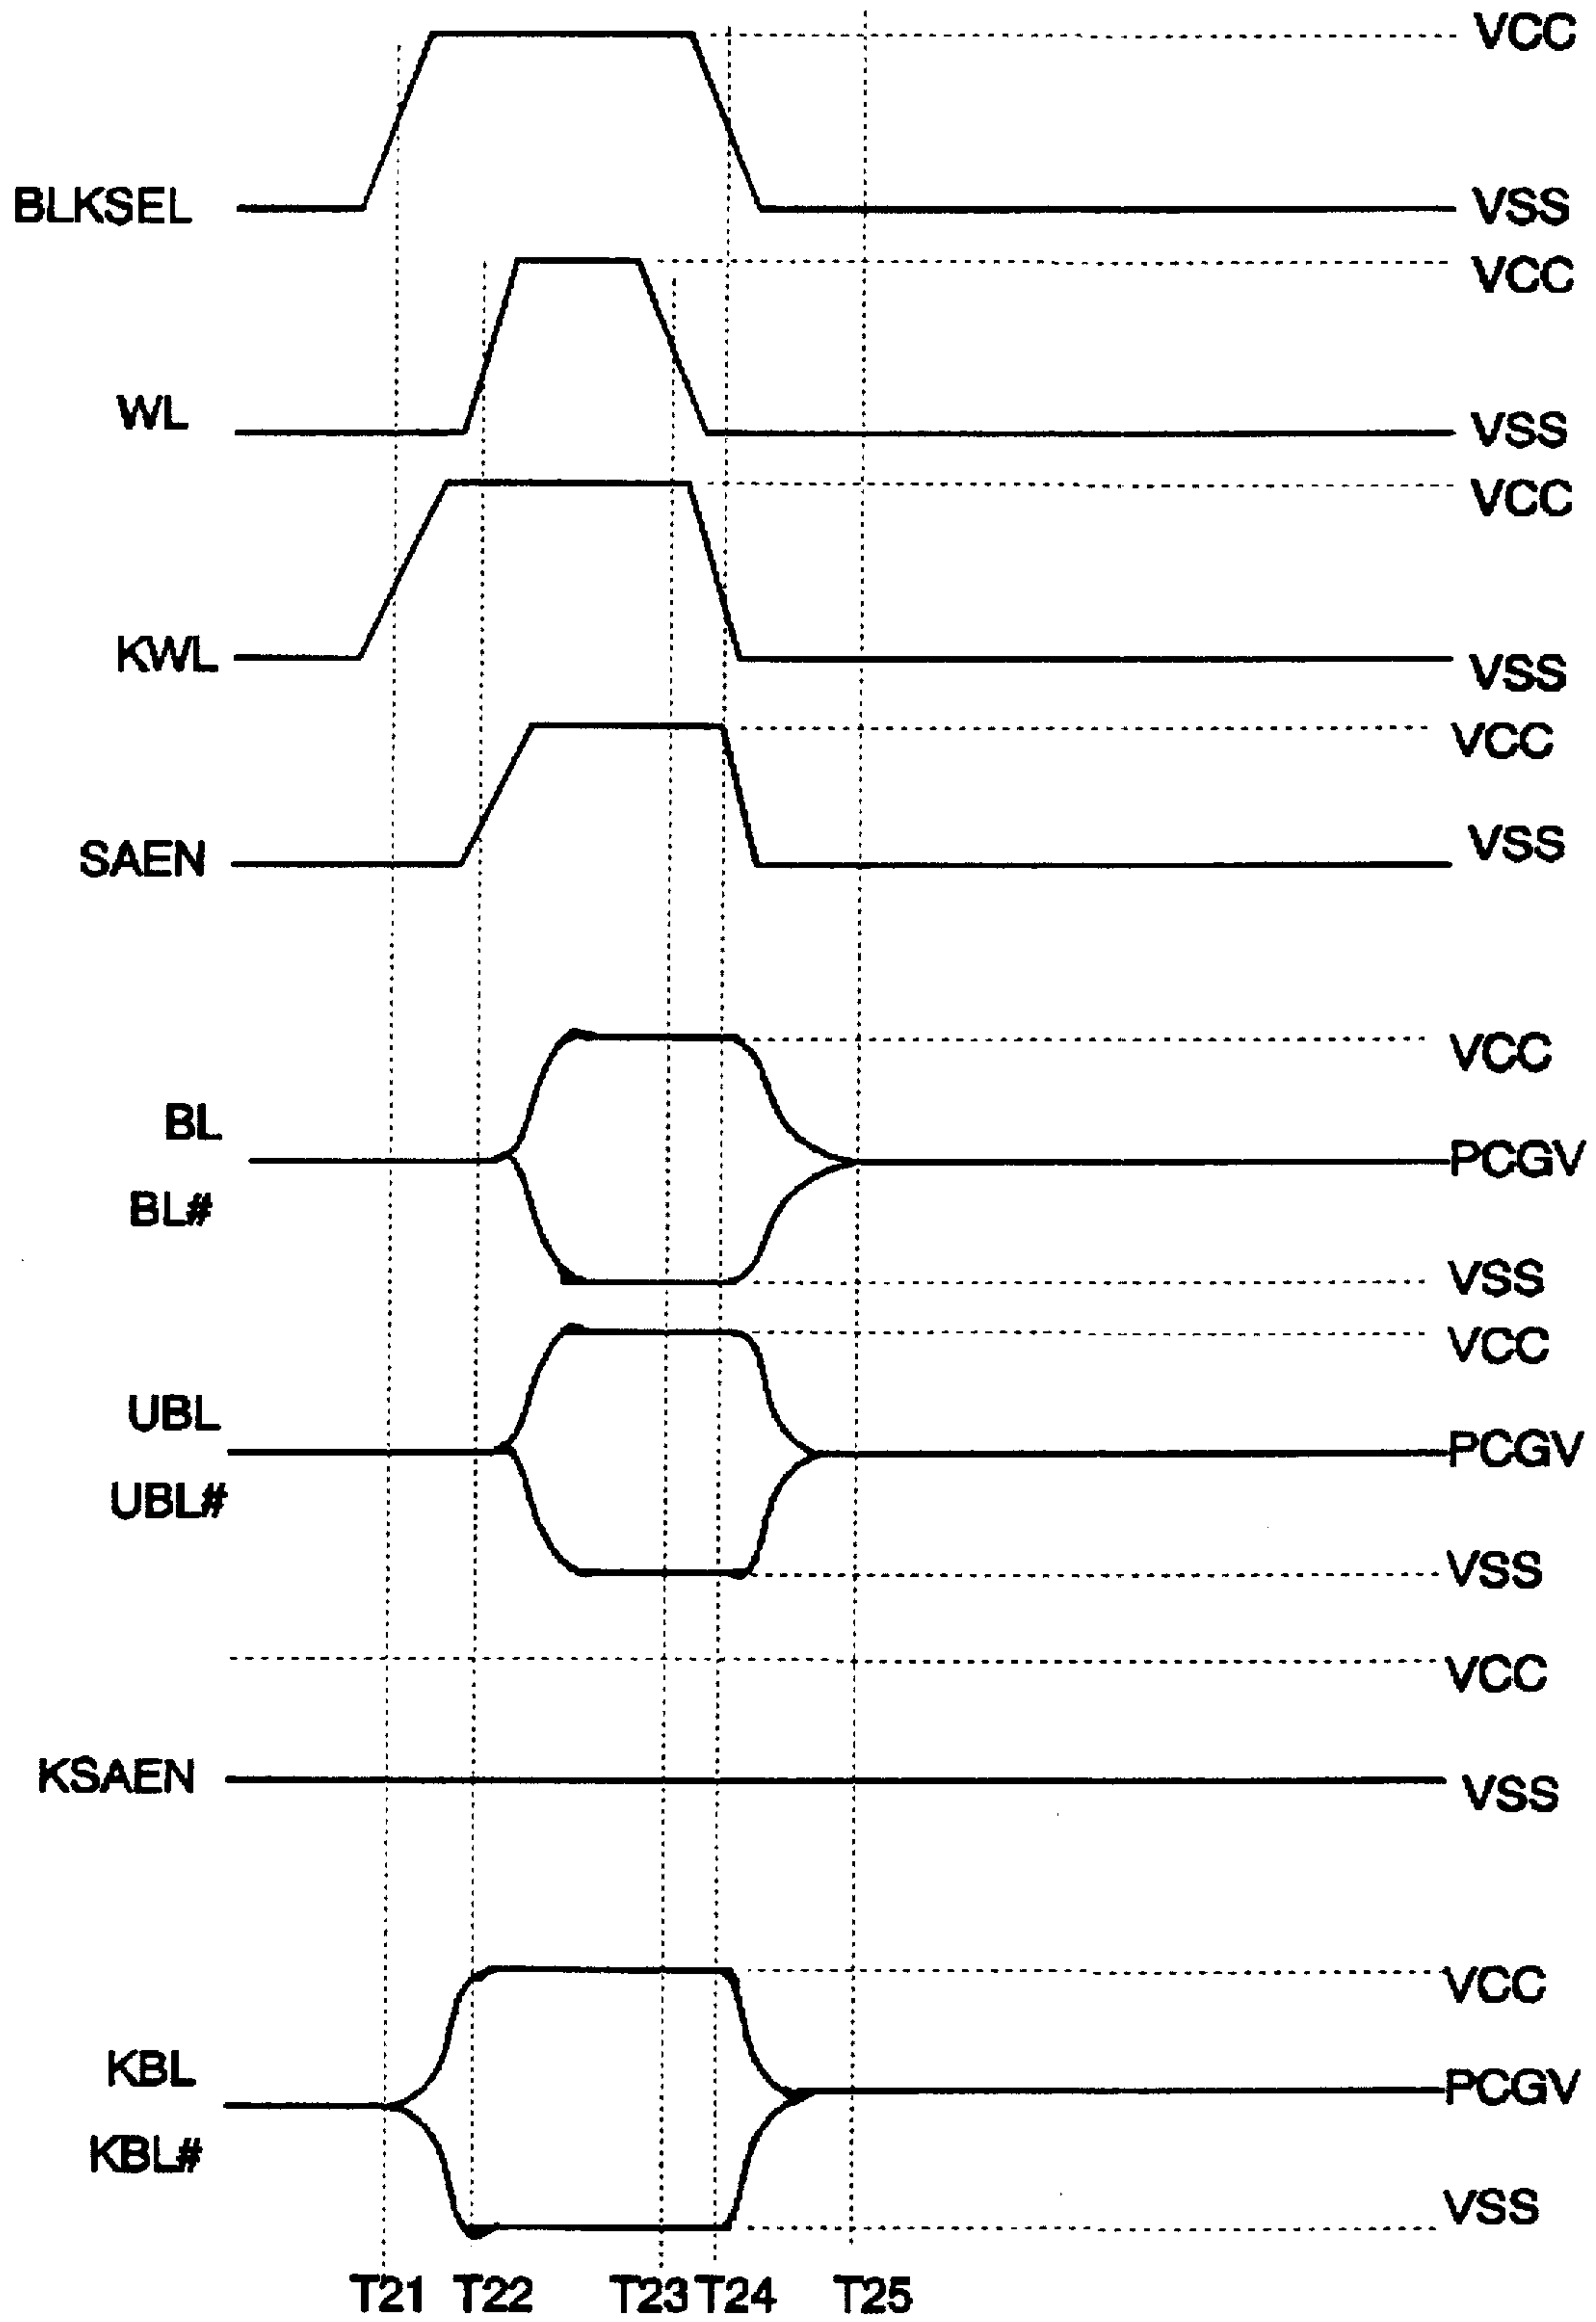 VCC
BLKSEL VSS
VCC
WL VSS
VCC
KWL VSS
VCC
SAEN VSS
VCC
BL
PCGV
BL#
VSS
VCC
UBL
PCGV
UBL#
VSS
VCC
KSAEN VSS
VCC
KBL
PCGV
KBL#
VSS
T21 T22 T23 T24 T25